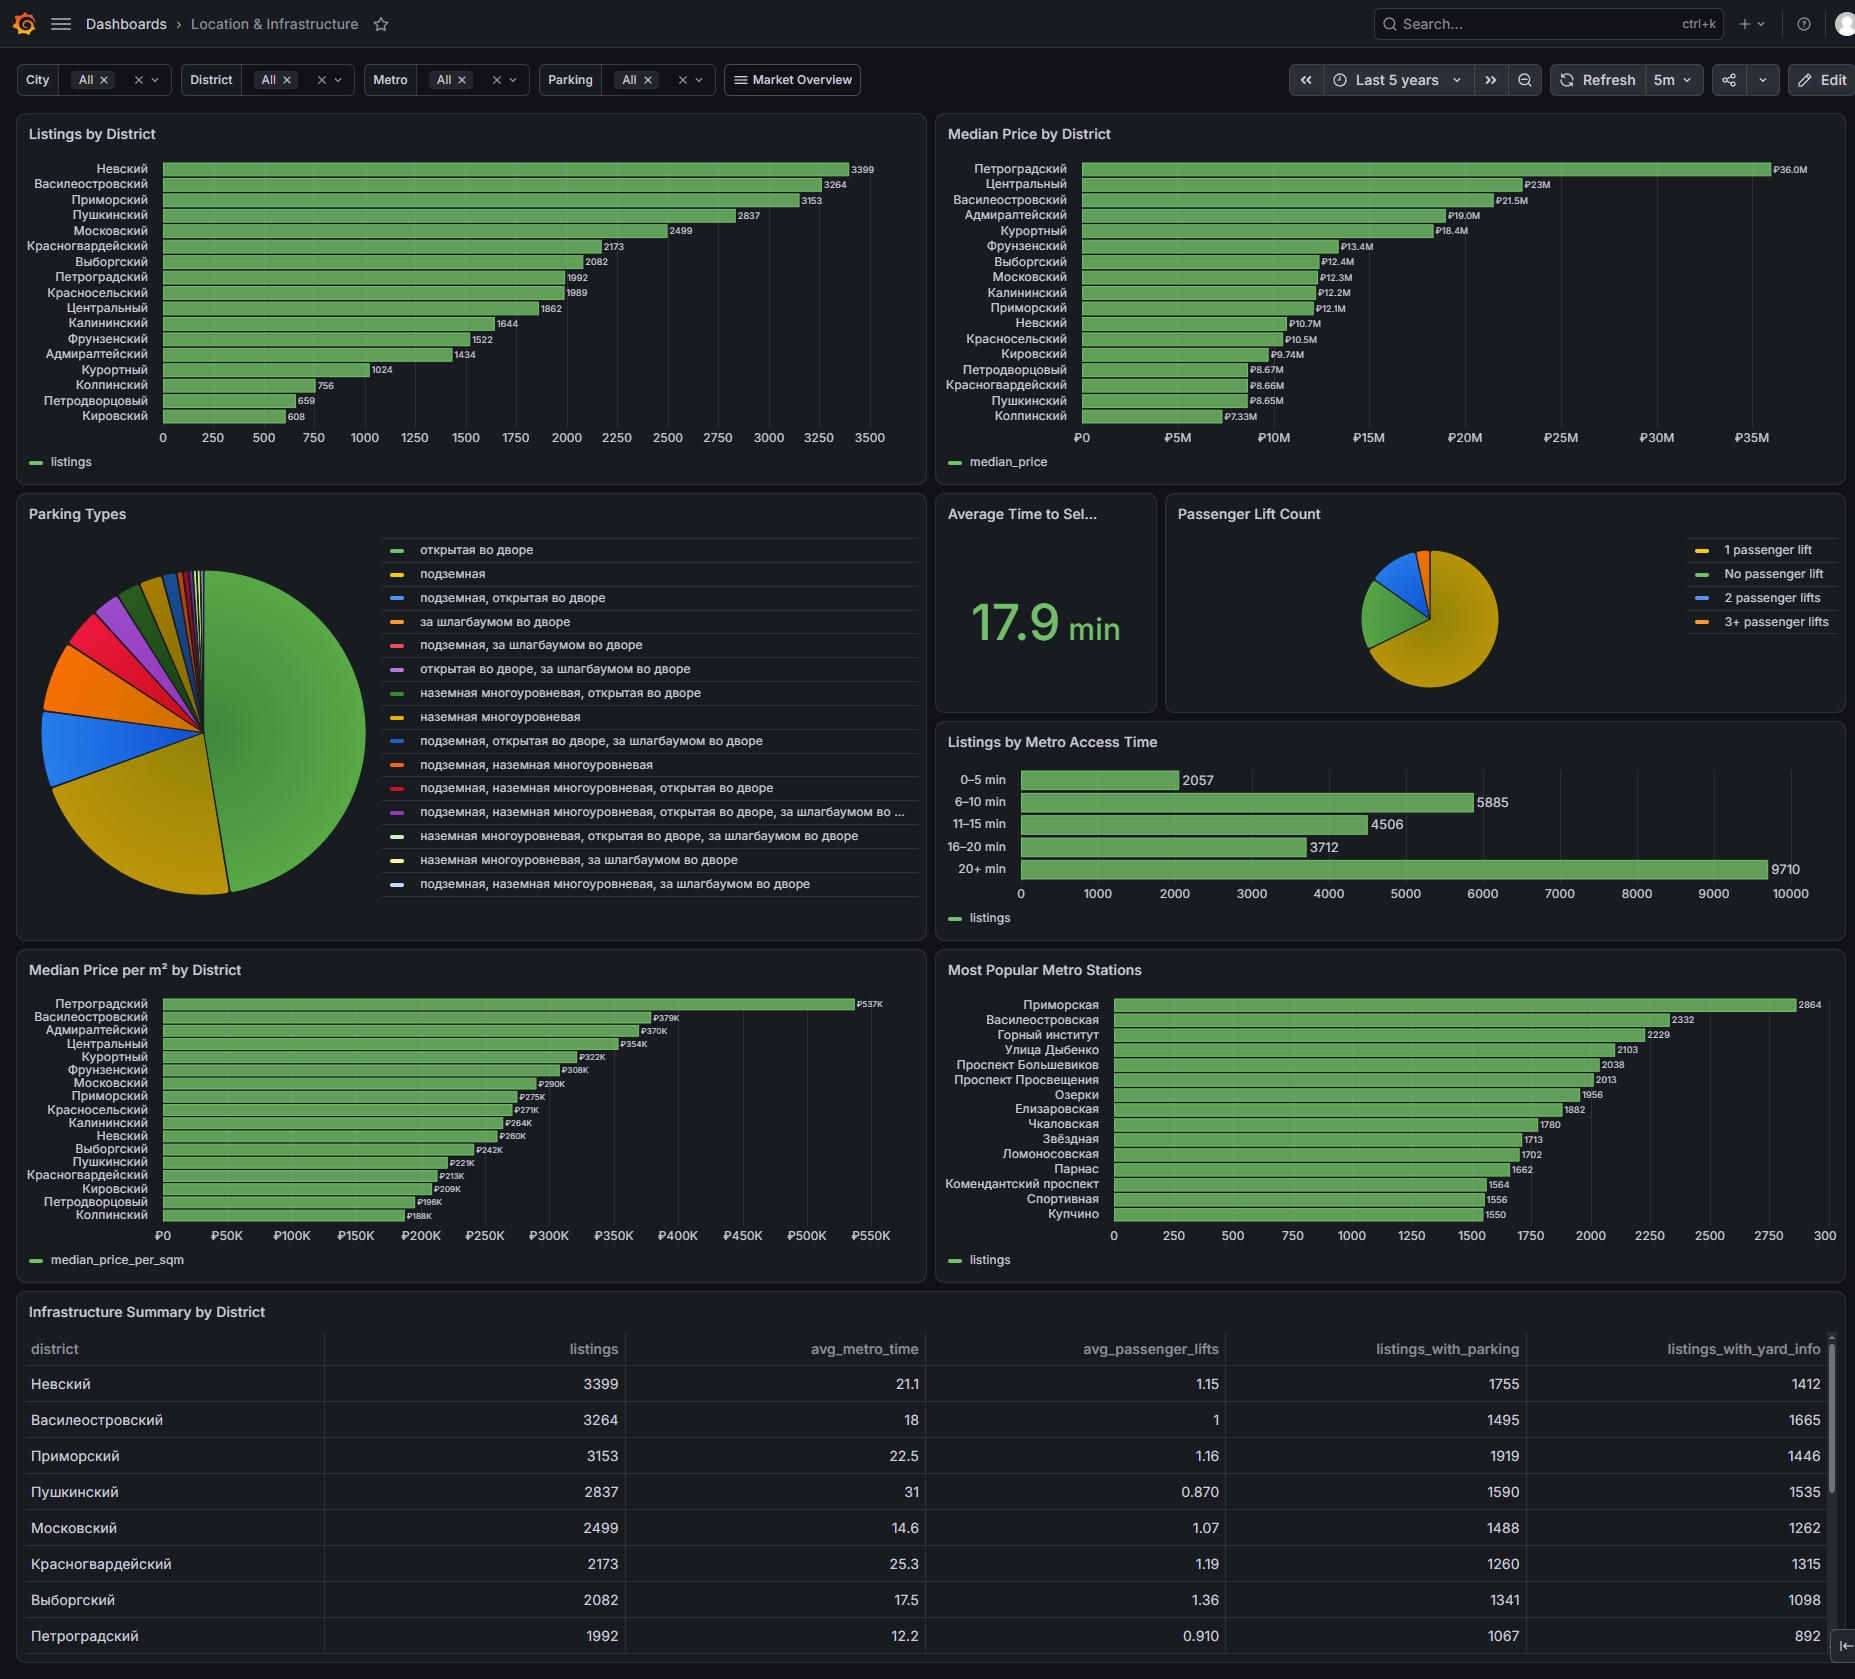 Dashboards › Location & Infrastructure
Search... ctrl+k
City All District All Metro All Parking All Market Overview Last 5 years Refresh 5m Edit
Listings by District
Невский 3399
Василеостровский 3264
Приморский 3153
Пушкинский 2837
Московский 2499
Красногвардейский 2173
Выборгский 2082
Петроградский 1992
Красносельский 1989
Центральный 1862
Калининский 1644
Фрунзенский 1522
Адмиралтейский 1434
Курортный 1024
Колпинский 756
Петродворцовый 659
Кировский 608
0 250 500 750 1000 1250 1500 1750 2000 2250 2500 2750 3000 3250 3500
listings
Median Price by District
Петроградский ₽36.0M
Центральный ₽23M
Василеостровский ₽21.5M
Адмиралтейский ₽19.0M
Курортный ₽18.4M
Фрунзенский ₽13.4M
Выборгский ₽12.4M
Московский ₽12.3M
Калининский ₽12.2M
Приморский ₽12.1M
Невский ₽10.7M
Красносельский ₽10.5M
Кировский ₽9.74M
Петродворцовый ₽8.67M
Красногвардейский ₽8.66M
Пушкинский ₽8.65M
Колпинский ₽7.33M
₽0 ₽5M ₽10M ₽15M ₽20M ₽25M ₽30M ₽35M
median_price
Parking Types
открытая во дворе
подземная
подземная, открытая во дворе
за шлагбаумом во дворе
подземная, за шлагбаумом во дворе
открытая во дворе, за шлагбаумом во дворе
наземная многоуровневая, открытая во дворе
наземная многоуровневая
подземная, открытая во дворе, за шлагбаумом во дворе
подземная, наземная многоуровневая
подземная, наземная многоуровневая, открытая во дворе
подземная, наземная многоуровневая, открытая во дворе, за шлагбаумом во ...
наземная многоуровневая, открытая во дворе, за шлагбаумом во дворе
наземная многоуровневая, за шлагбаумом во дворе
подземная, наземная многоуровневая, за шлагбаумом во дворе
Average Time to Sel...
17.9 min
Passenger Lift Count
1 passenger lift
No passenger lift
2 passenger lifts
3+ passenger lifts
Listings by Metro Access Time
0–5 min 2057
6–10 min 5885
11–15 min 4506
16–20 min 3712
20+ min 9710
0 1000 2000 3000 4000 5000 6000 7000 8000 9000 10000
listings
Median Price per m² by District
Петроградский ₽537K
Василеостровский ₽379K
Адмиралтейский ₽370K
Центральный ₽354K
Курортный ₽322K
Фрунзенский ₽308K
Московский ₽290K
Приморский ₽275K
Красносельский ₽271K
Калининский ₽264K
Невский ₽260K
Выборгский ₽242K
Пушкинский ₽221K
Красногвардейский ₽213K
Кировский ₽209K
Петродворцовый ₽196K
Колпинский ₽188K
₽0 ₽50K ₽100K ₽150K ₽200K ₽250K ₽300K ₽350K ₽400K ₽450K ₽500K ₽550K
median_price_per_sqm
Most Popular Metro Stations
Приморская 2864
Василеостровская 2332
Горный институт 2229
Улица Дыбенко 2103
Проспект Большевиков 2038
Проспект Просвещения 2013
Озерки 1956
Елизаровская 1882
Чкаловская 1780
Звёздная 1713
Ломоносовская 1702
Парнас 1662
Комендантский проспект 1564
Спортивная 1556
Купчино 1550
0 250 500 750 1000 1250 1500 1750 2000 2250 2500 2750 300
listings
Infrastructure Summary by District
district listings avg_metro_time avg_passenger_lifts listings_with_parking listings_with_yard_info
Невский 3399 21.1 1.15 1755 1412
Василеостровский 3264 18 1 1495 1665
Приморский 3153 22.5 1.16 1919 1446
Пушкинский 2837 31 0.870 1590 1535
Московский 2499 14.6 1.07 1488 1262
Красногвардейский 2173 25.3 1.19 1260 1315
Выборгский 2082 17.5 1.36 1341 1098
Петроградский 1992 12.2 0.910 1067 892